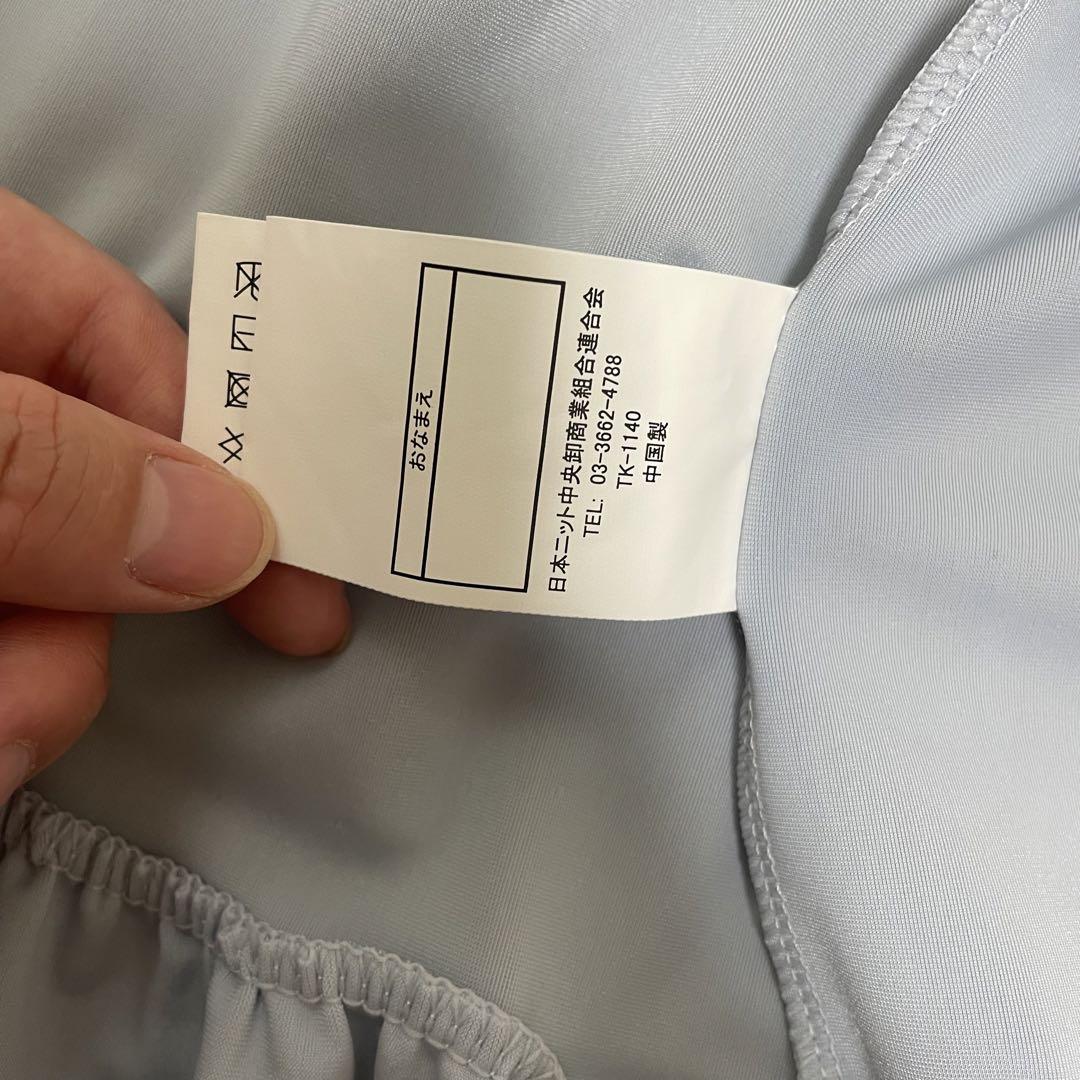 おなまえ
日本ニット中央卸商業組合連合会
TEL: 03-3662-4788
TK-1140
中国製